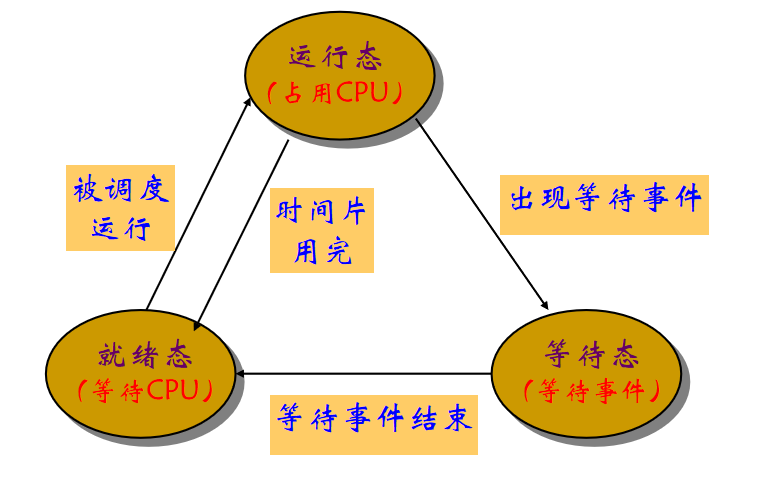 运行态
(占用CPU)
被调度
运行
时间片
用完
出现等待事件
就绪态
(等待CPU)
等待态
(等待事件)
等待事件结束